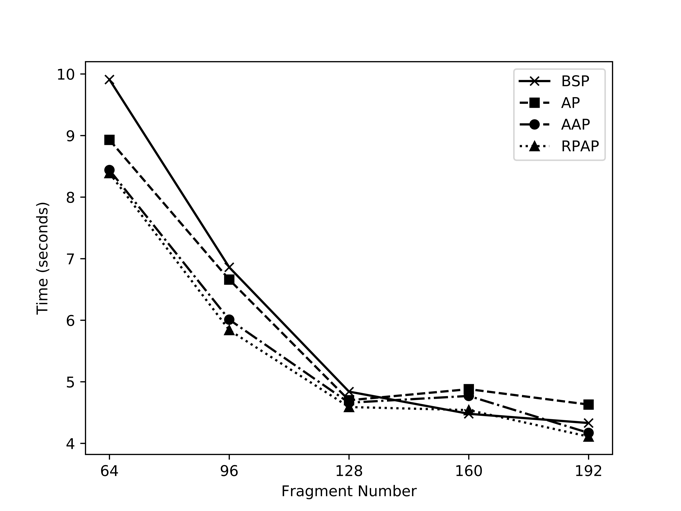 10
9
8
7
6
5
4
Time (seconds)
BSP
AP
AAP
RPAP
64 96 128 160 192
Fragment Number